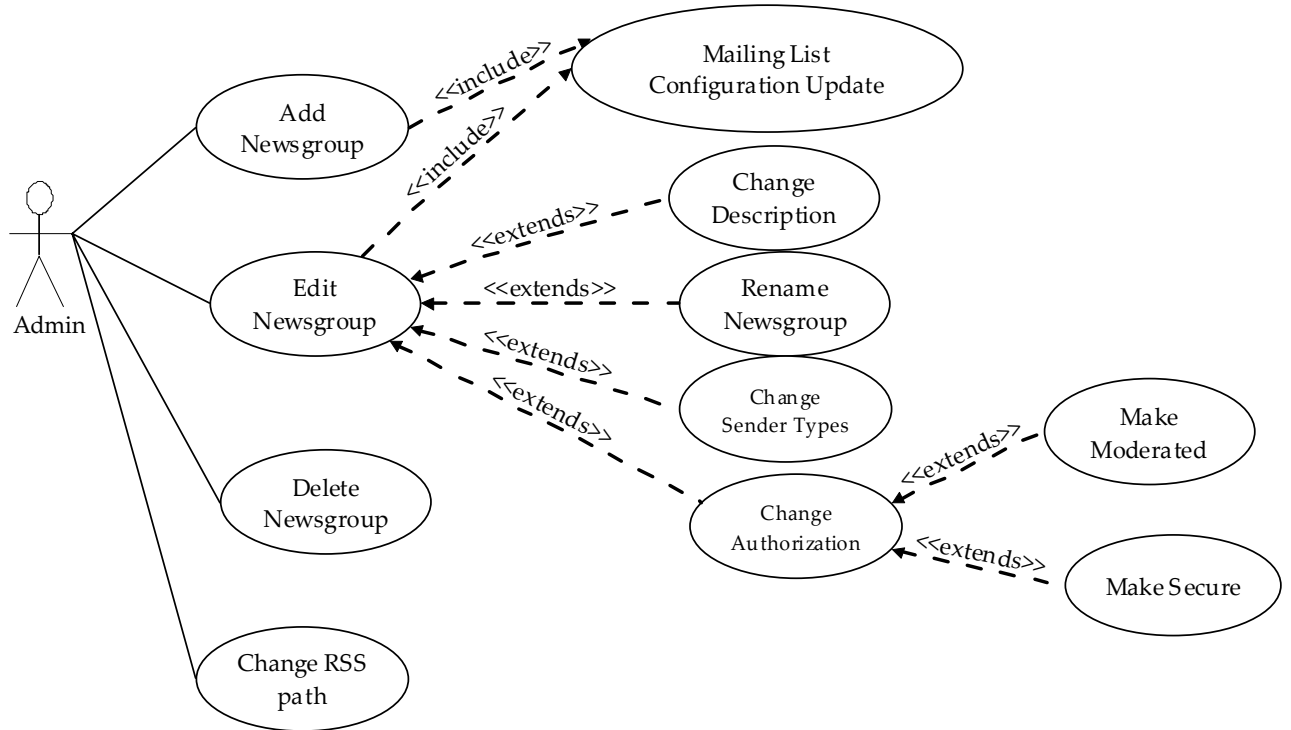 Mailing List
Configuration Update
<<include>>
Add
Newsgroup
<<include>>
Change
Description
<<extends>>
Edit
Newsgroup
<<extends>>
Rename
Newsgroup
Admin
<<extends>>
Change
Sender Types
<<extends>>
Make
Moderated
<<extends>>
Delete
Newsgroup
Change
Authorization
<<extends>>
Make Secure
Change RSS
path